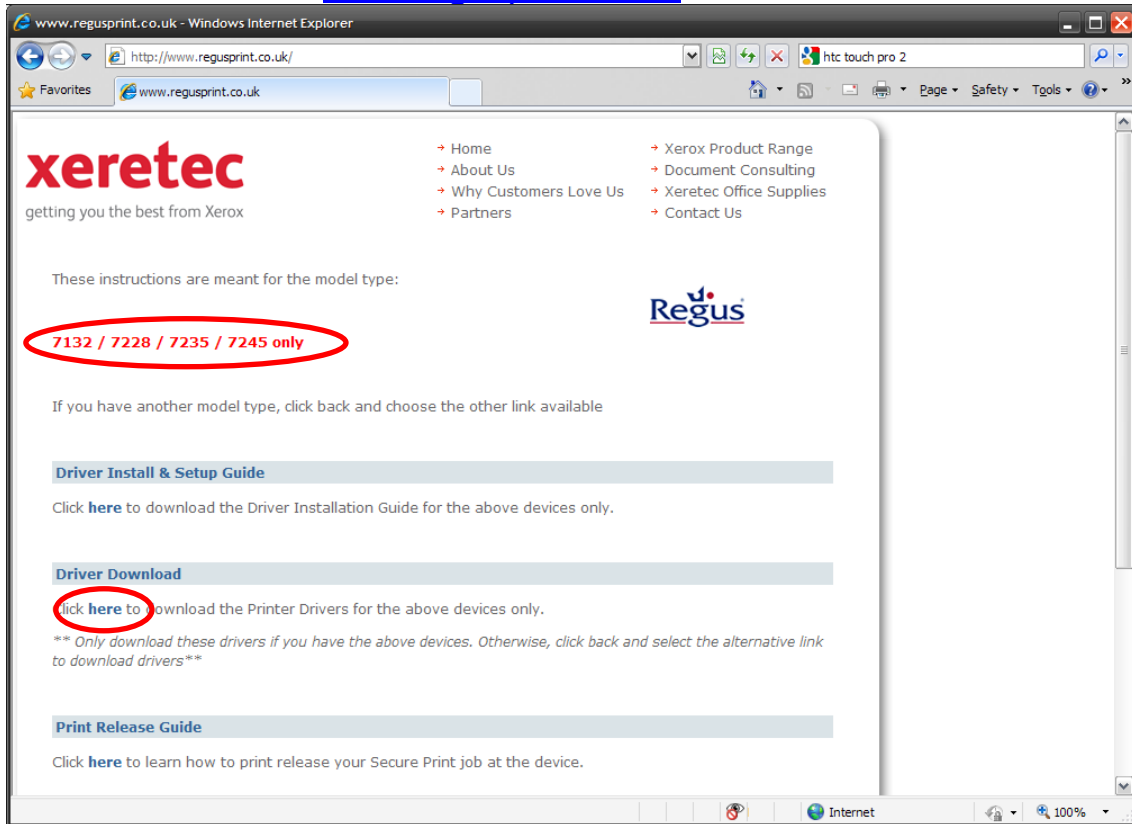 www.regusprint.co.uk - Windows Internet Explorer
http://www.regusprint.co.uk/
htc touch pro 2
Favorites
www.regusprint.co.uk
Page
Safety
Tools
»
xeretec
getting you the best from Xerox
Home
About Us
Why Customers Love Us
Partners
Xerox Product Range
Document Consulting
Xeretec Office Supplies
Contact Us
These instructions are meant for the model type:
Regus
7132 / 7228 / 7235 / 7245 only
If you have another model type, click back and choose the other link available
Driver Install & Setup Guide
Click here to download the Driver Installation Guide for the above devices only.
Driver Download
Click here to download the Printer Drivers for the above devices only.
** Only download these drivers if you have the above devices. Otherwise, click back and select the alternative link
to download drivers**
Print Release Guide
Click here to learn how to print release your Secure Print job at the device.
Internet
100%